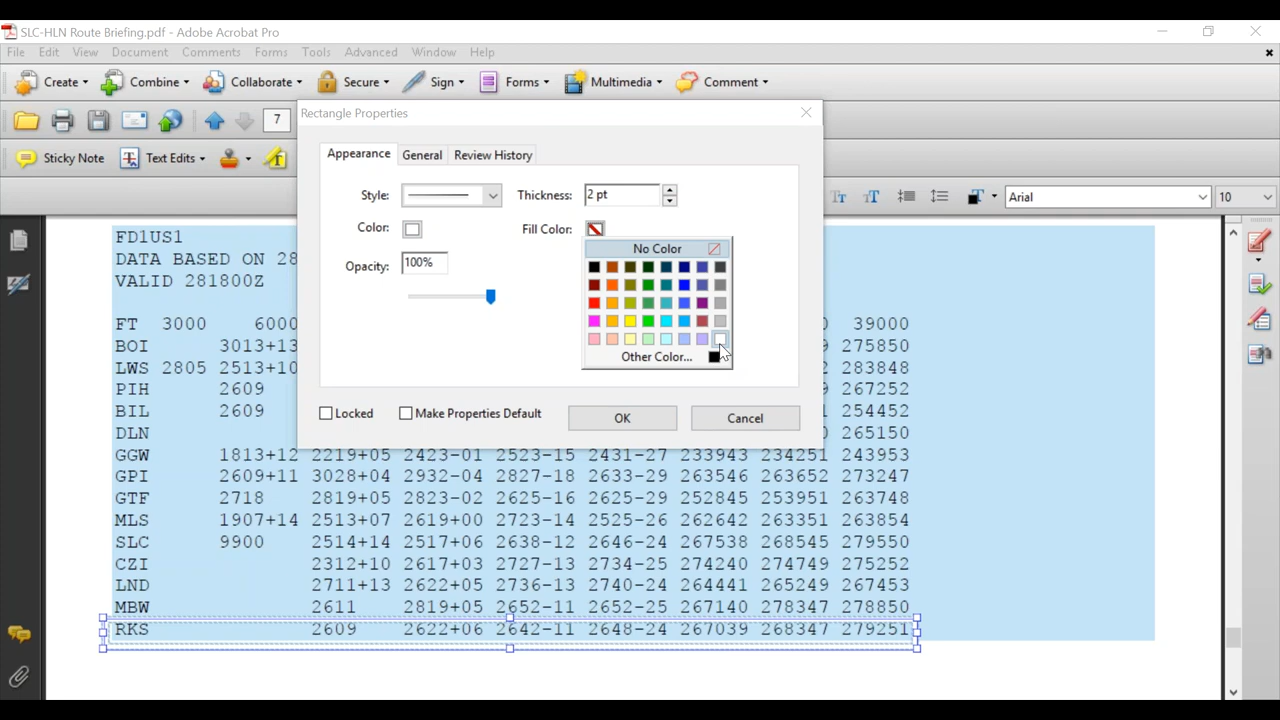 SLC-HLN Route Briefing.pdf - Adobe Acrobat Pro
File Edit View Document Comments Forms Tools Advanced Window Help
Create Combine Collaborate Secure Sign Forms Multimedia Comment
7
Sticky Note Text Edits
Arial 10
Rectangle Properties
Appearance General Review History
Style: Thickness: 2 pt
Color: Fill Color:
Opacity: 100%
No Color
Other Color...
Locked Make Properties Default OK Cancel
FD1US1
DATA BASED ON 28
VALID 281800Z
FT 3000 6000 39000
BOI 3013+13 275850
LWS 2805 2513+10 283848
PIH 2609 267252
BIL 2609 254452
DLN 265150
GGW 1813+12 2219+05 2423-01 2523-15 2431-27 233943 234251 243953
GPI 2609+11 3028+04 2932-04 2827-18 2633-29 263546 263652 273247
GTF 2718 2819+05 2823-02 2625-16 2625-29 252845 253951 263748
MLS 1907+14 2513+07 2619+00 2723-14 2525-26 262642 263351 263854
SLC 9900 2514+14 2517+06 2638-12 2646-24 267538 268545 279550
CZI 2312+10 2617+03 2727-13 2734-25 274240 274749 275252
LND 2711+13 2622+05 2736-13 2740-24 264441 265249 267453
MBW 2611 2819+05 2652-11 2652-25 267140 278347 278850
RKS 2609 2622+06 2642-11 2648-24 267039 268347 279251